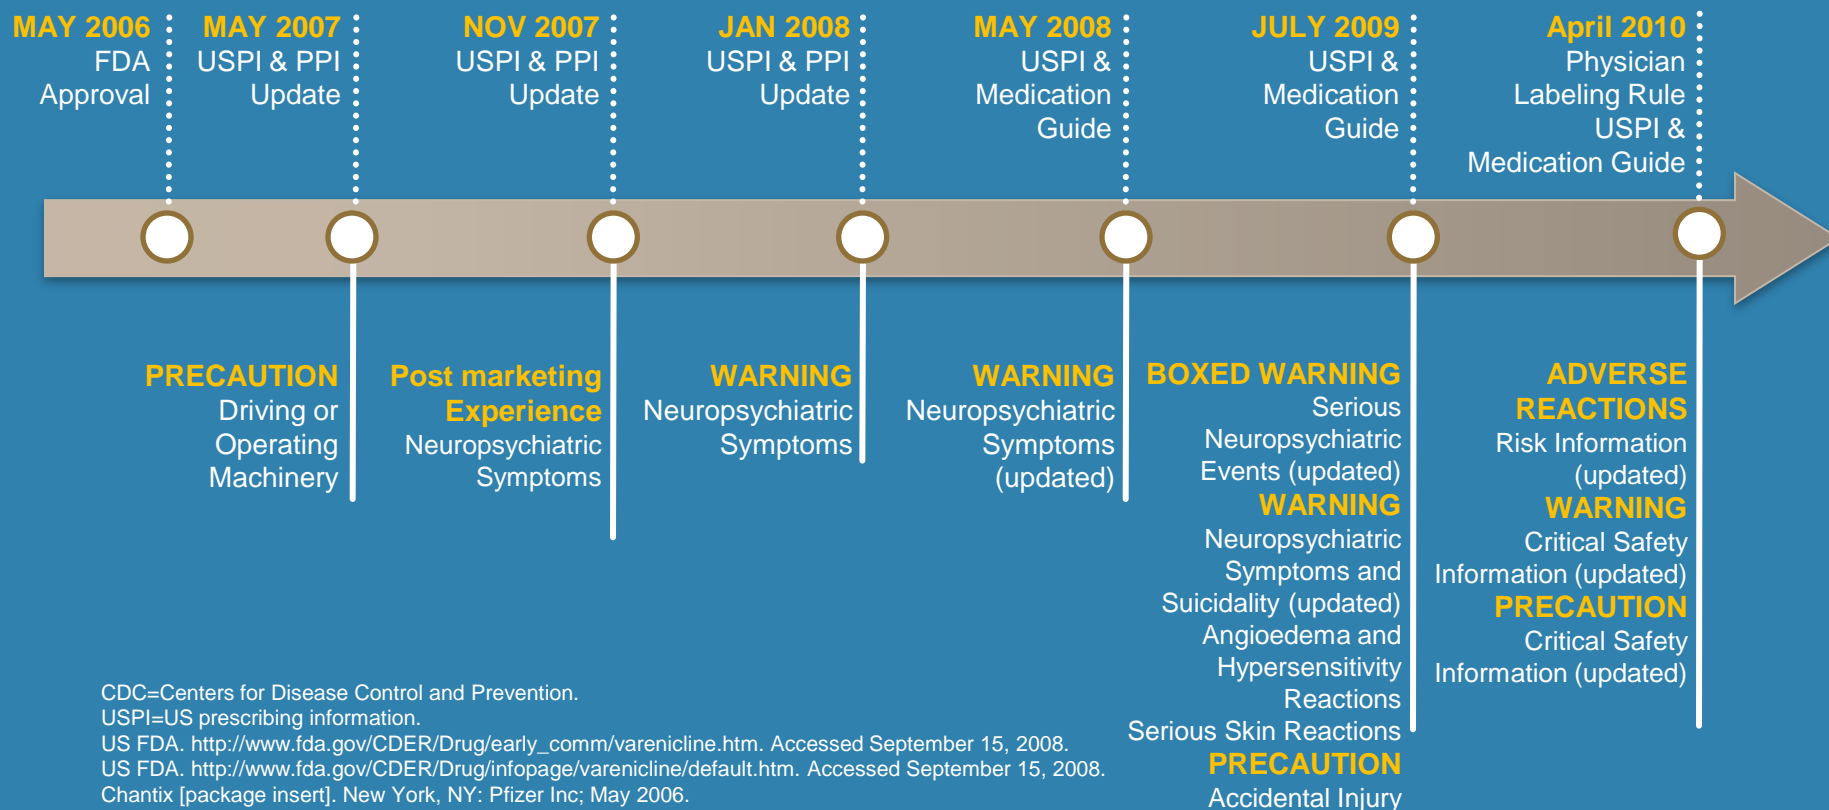 MAY 2006
FDA
Approval
MAY 2007
USPI & PPI
Update
NOV 2007
USPI & PPI
Update
JAN 2008
USPI & PPI
Update
MAY 2008
USPI &
Medication
Guide
JULY 2009
USPI &
Medication
Guide
April 2010
Physician
Labeling Rule
USPI &
Medication Guide
PRECAUTION
Driving or
Operating
Machinery
Post marketing
Experience
Neuropsychiatric
Symptoms
WARNING
Neuropsychiatric
Symptoms
WARNING
Neuropsychiatric
Symptoms
(updated)
BOXED WARNING
Serious
Neuropsychiatric
Events (updated)
WARNING
Neuropsychiatric
Symptoms and
Suicidality (updated)
Angioedema and
Hypersensitivity
Reactions
Serious Skin Reactions
PRECAUTION
Accidental Injury
ADVERSE
REACTIONS
Risk Information
(updated)
WARNING
Critical Safety
Information (updated)
PRECAUTION
Critical Safety
Information (updated)
CDC=Centers for Disease Control and Prevention.
USPI=US prescribing information.
US FDA. http://www.fda.gov/CDER/Drug/early_comm/varenicline.htm. Accessed September 15, 2008.
US FDA. http://www.fda.gov/CDER/Drug/infopage/varenicline/default.htm. Accessed September 15, 2008.
Chantix [package insert]. New York, NY: Pfizer Inc; May 2006.